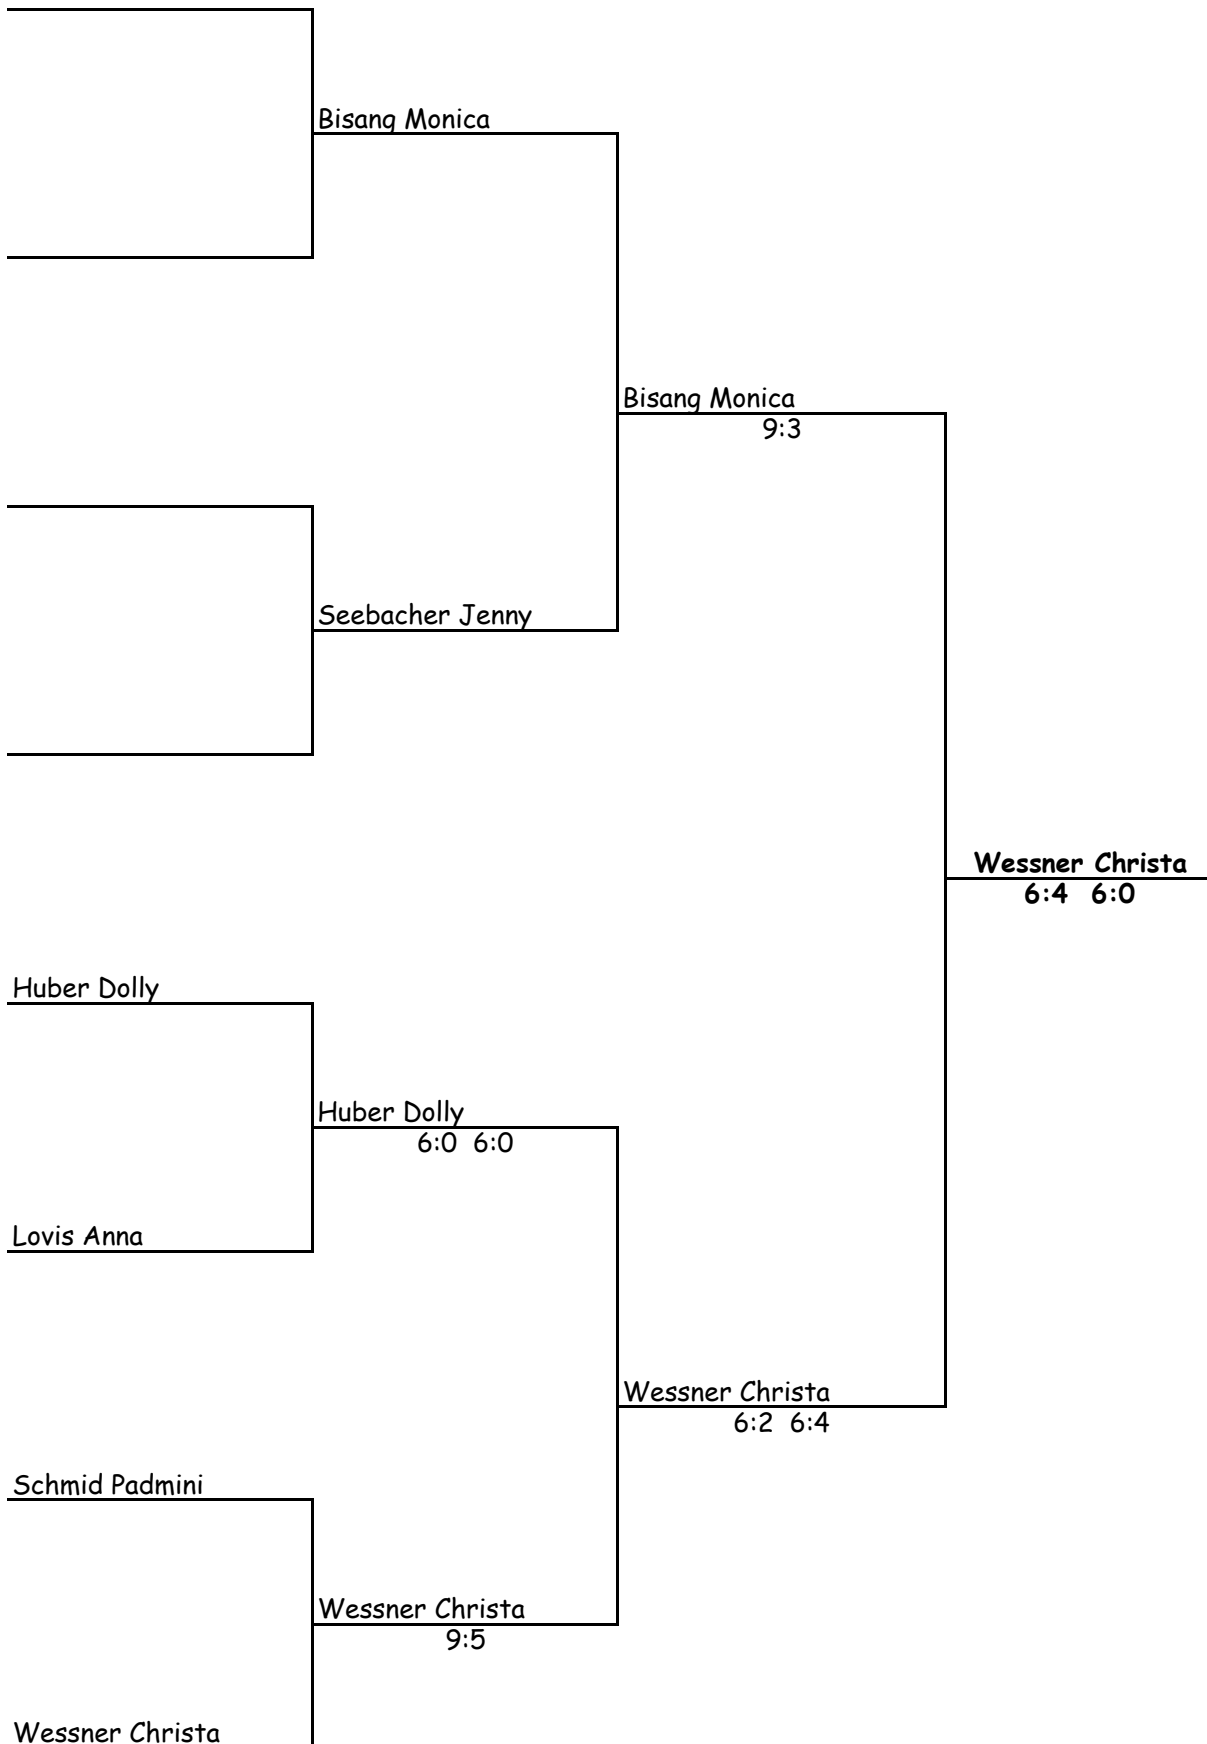 Bisang Monica
Bisang Monica
9:3
Seebacher Jenny
Wessner Christa
6:4 6:0
Huber Dolly
Huber Dolly
6:0 6:0
Lovis Anna
Wessner Christa
6:2 6:4
Schmid Padmini
Wessner Christa
9:5
Wessner Christa